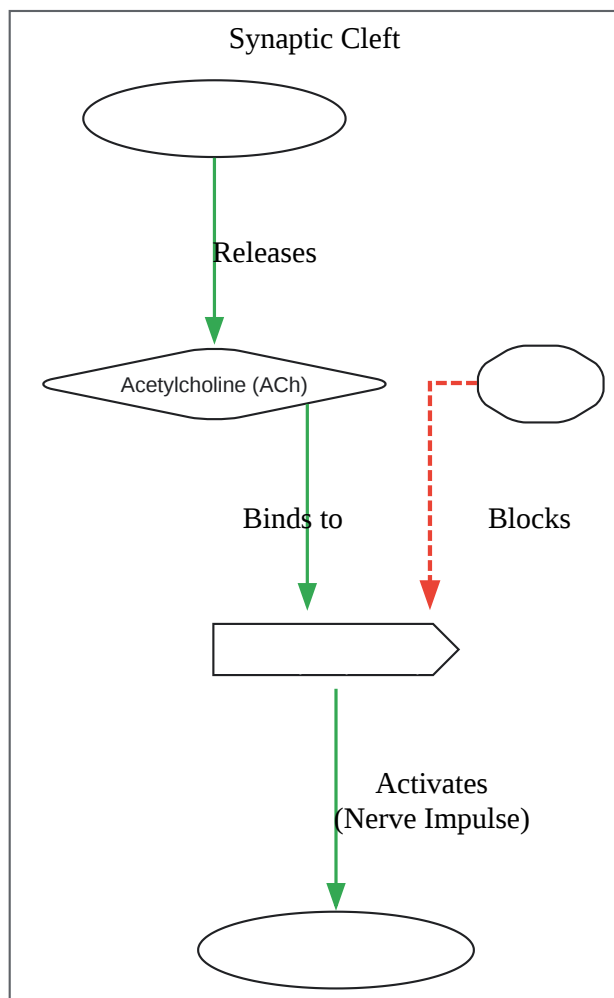 Synaptic Cleft
Releases
Acetylcholine (ACh)
Binds to
Blocks
Activates
(Nerve Impulse)